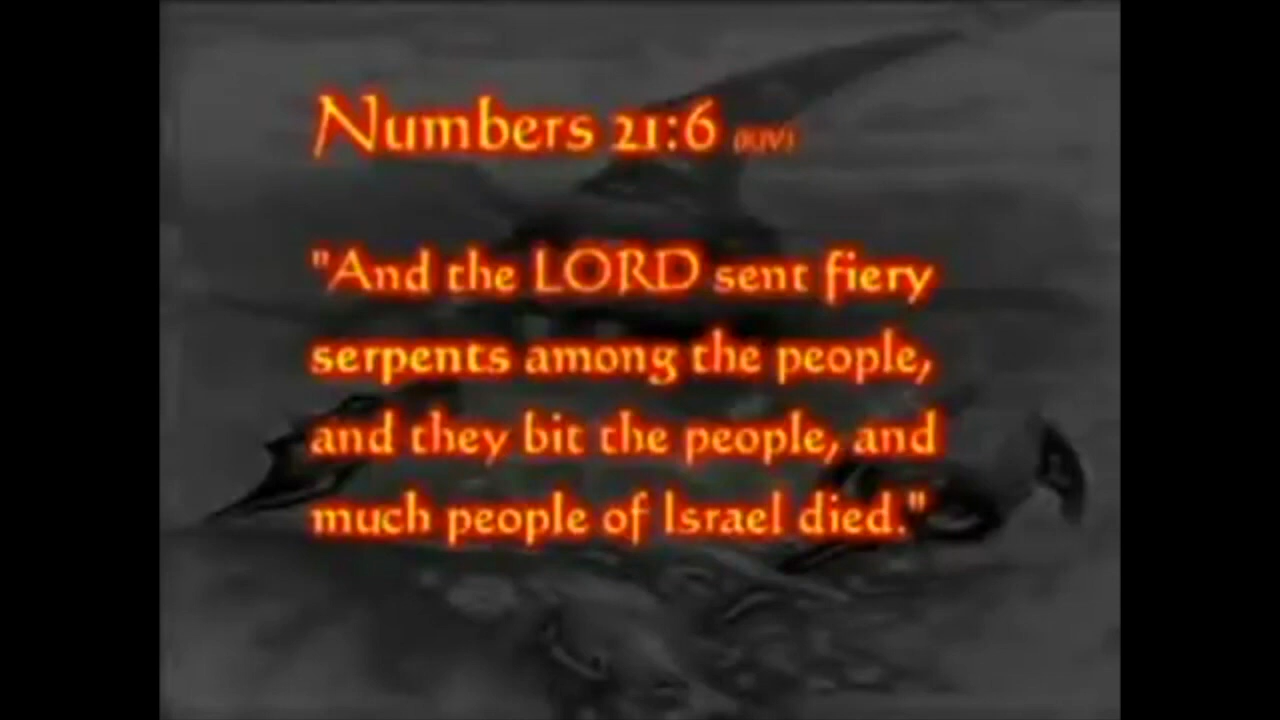 Numbers 21:6 (KJV)
"And the LORD sent fiery
serpents among the people,
and they bit the people, and
much people of Israel died."